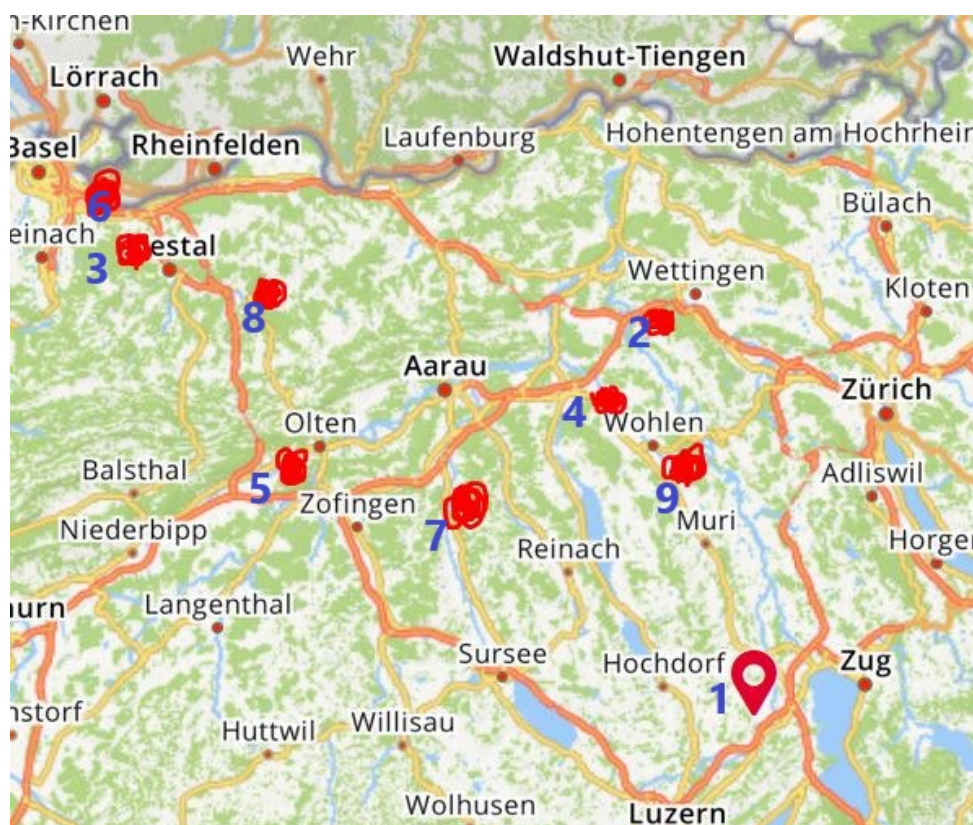 n-Kirchen
Wehr
Waldshut-Tiengen
Lörrach
Laufenburg
Hohentengen am Hochrhein
Basel
Rheinfelden
6
Bülach
einach
3
estal
Wettingen
Kloten
8
2
Aarau
Zürich
4
Wohlen
Olten
Balsthal
5
Adliswil
9
Zofingen
Niederbipp
7
Muri
Reinach
Horgen
urn
Langenthal
Sursee
Hochdorf
Zug
1
nstorf
Huttwil
Willisau
Wolhusen
Luzern